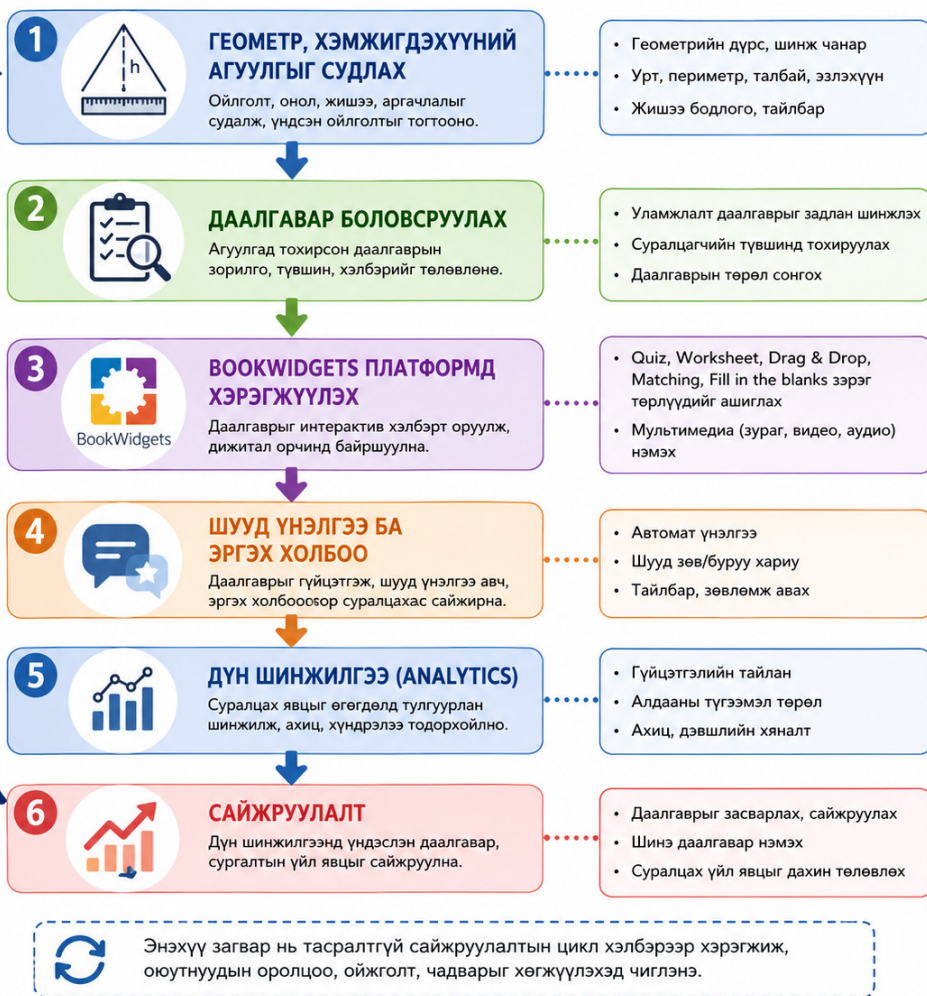 1
h
ГЕОМЕТР, ХЭМЖИГДЭХҮҮНИЙ
АГУУЛГЫГ СУДЛАХ
Ойлголт, онол, жишээ, аргачлалыг
судалж, үндсэн ойлголтыг тогтооно.
• Геометрийн дүрс, шинж чанар
• Урт, периметр, талбай, эзлэхүүн
• Жишээ бодлого, тайлбар
2
ДААЛГАВАР БОЛОВСРУУЛАХ
Агуулгад тохирсон даалгаврын
зорилго, түвшин, хэлбэрийг төлөвлөнө.
• Уламжлалт даалгаврыг задлан шинжлэх
• Суралцагчийн түвшинд тохируулах
• Даалгаврын төрөл сонгох
3
BookWidgets
BOOKWIDGETS ПЛАТФОРМД
ХЭРЭГЖҮҮЛЭХ
Даалгаврыг интерактив хэлбэрт оруулж,
дижитал орчинд байршуулна.
• Quiz, Worksheet, Drag & Drop,
Matching, Fill in the blanks зэрэг
төрлүүдийг ашиглах
• Мультимедиа (зураг, видео, аудио)
нэмэх
4
ШУУД ҮНЭЛГЭЭ БА
ЭРГЭХ ХОЛБОО
Даалгаврыг гүйцэтгэж, шууд үнэлгээ авч,
эргэх холбооosор суралцахас сайжирна.
• Автомат үнэлгээ
• Шууд зөв/буруу хариу
• Тайлбар, зөвлөмж авах
5
ДҮН ШИНЖИЛГЭЭ (ANALYTICS)
Суралцах явцыг өгөгдөлд тулгуурлан
шинжилж, ахиц, хүндрэлээ тодорхойлно.
• Гүйцэтгэлийн тайлан
• Алдааны түгээмэл төрөл
• Ахиц, дэвшлийн хяналт
6
САЙЖРУУЛАЛТ
Дүн шинжилгээнд үндэслэн даалгавар,
сургалтын үйл явцыг сайжруулна.
• Даалгаврыг засварлах, сайжруулах
• Шинэ даалгавар нэмэх
• Суралцах үйл явцыг дахин төлөвлөх
Энэхүү загвар нь тасралтгүй сайжруулалтын цикл хэлбэрээр хэрэгжиж,
оюутнуудын оролцоо, ойжголт, чадварыг хөгжүүлэхэд чиглэнэ.